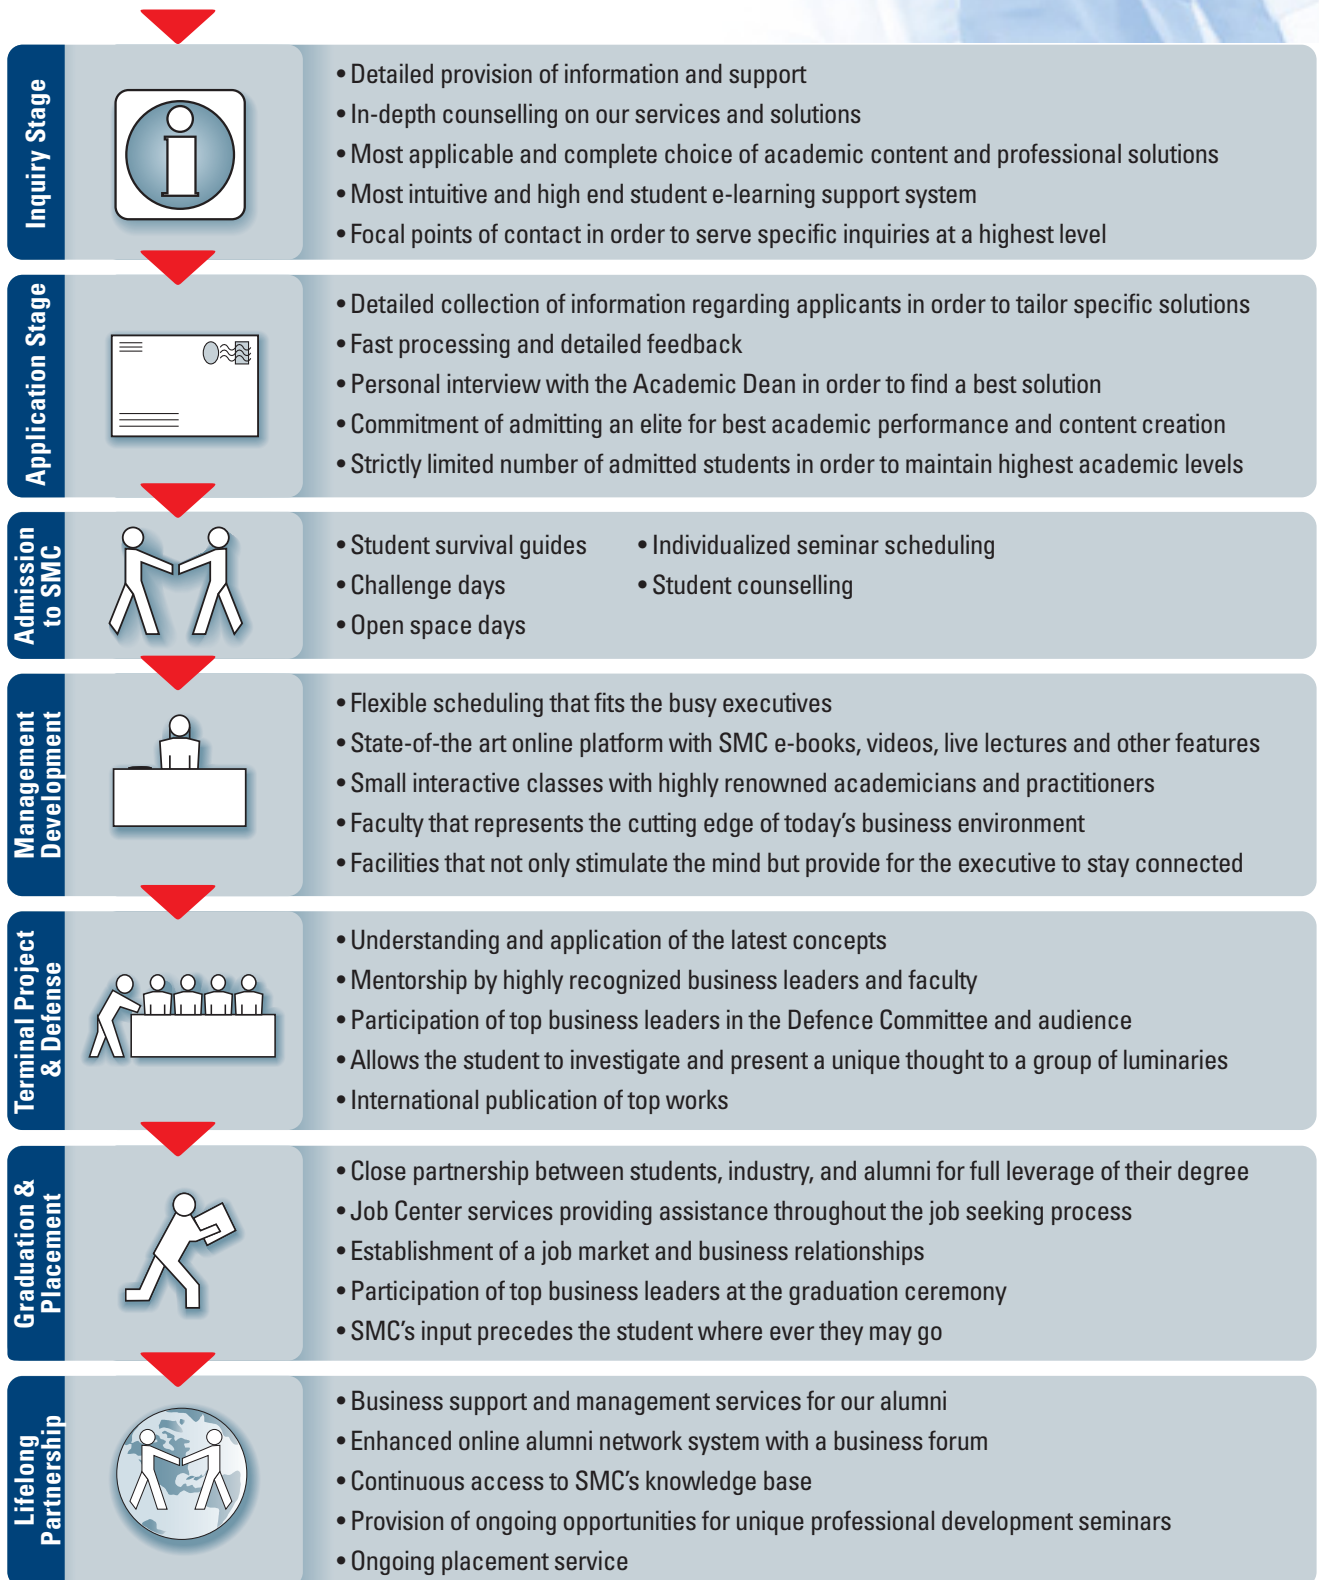 Inquiry Stage
• Detailed provision of information and support
• In-depth counselling on our services and solutions
• Most applicable and complete choice of academic content and professional solutions
• Most intuitive and high end student e-learning support system
• Focal points of contact in order to serve specific inquiries at a highest level
Application Stage
• Detailed collection of information regarding applicants in order to tailor specific solutions
• Fast processing and detailed feedback
• Personal interview with the Academic Dean in order to find a best solution
• Commitment of admitting an elite for best academic performance and content creation
• Strictly limited number of admitted students in order to maintain highest academic levels
Admission
to SMC
• Student survival guides
• Challenge days
• Open space days
• Individualized seminar scheduling
• Student counselling
Management
Development
• Flexible scheduling that fits the busy executives
• State-of-the art online platform with SMC e-books, videos, live lectures and other features
• Small interactive classes with highly renowned academicians and practitioners
• Faculty that represents the cutting edge of today's business environment
• Facilities that not only stimulate the mind but provide for the executive to stay connected
Terminal Project
& Defense
• Understanding and application of the latest concepts
• Mentorship by highly recognized business leaders and faculty
• Participation of top business leaders in the Defence Committee and audience
• Allows the student to investigate and present a unique thought to a group of luminaries
• International publication of top works
Graduation &
Placement
• Close partnership between students, industry, and alumni for full leverage of their degree
• Job Center services providing assistance throughout the job seeking process
• Establishment of a job market and business relationships
• Participation of top business leaders at the graduation ceremony
• SMC's input precedes the student where ever they may go
Lifelong
Partnership
• Business support and management services for our alumni
• Enhanced online alumni network system with a business forum
• Continuous access to SMC's knowledge base
• Provision of ongoing opportunities for unique professional development seminars
• Ongoing placement service